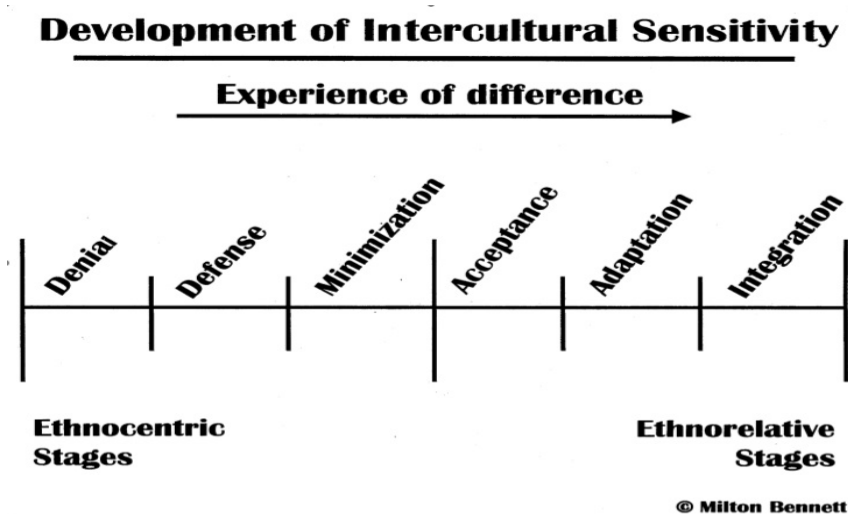 Development of Intercultural Sensitivity
Experience of difference
Denial
Defense
Minimization
Acceptance
Adaptation
Integration
Ethnocentric
Stages
Ethnorelative
Stages
© Milton Bennett